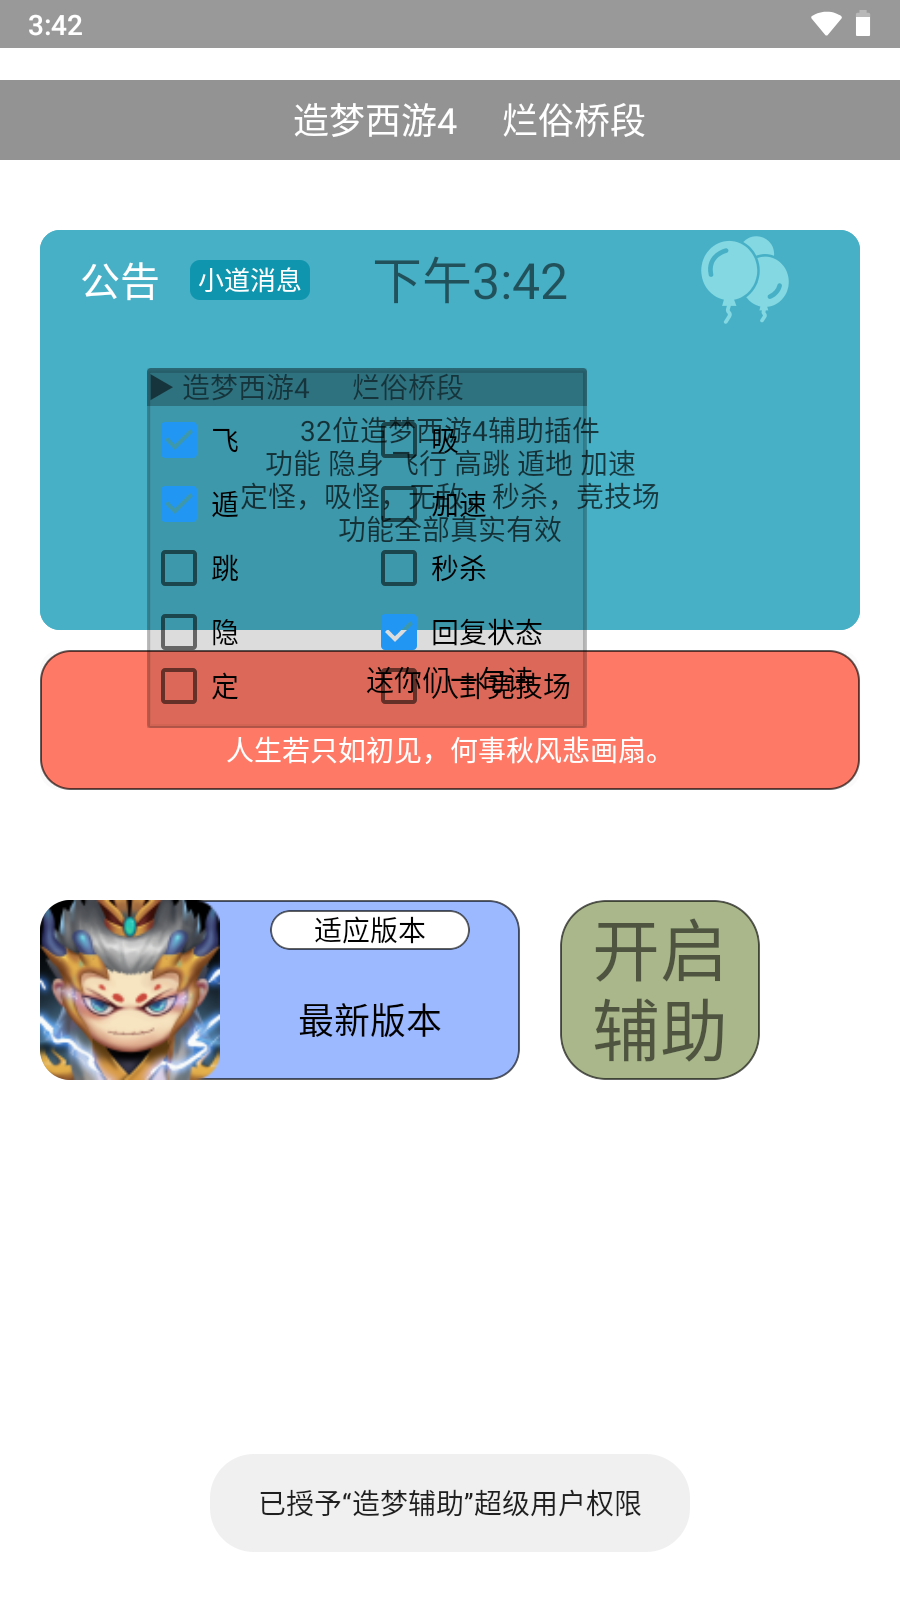 3:42
造梦西游4 烂俗桥段
公告 小道消息 下午3:42
▶ 造梦西游4 烂俗桥段
32位造梦西游4辅助插件
功能 隐身 飞行 高跳 遁地 加速
定怪，吸怪，无敌，秒杀，竞技场
功能全部真实有效
飞 吸
遁 加速
跳 秒杀
隐 回复状态
定 八卦竞技场
送你们一句诗
人生若只如初见，何事秋风悲画扇。
适应版本
最新版本
开启
辅助
已授予“造梦辅助”超级用户权限